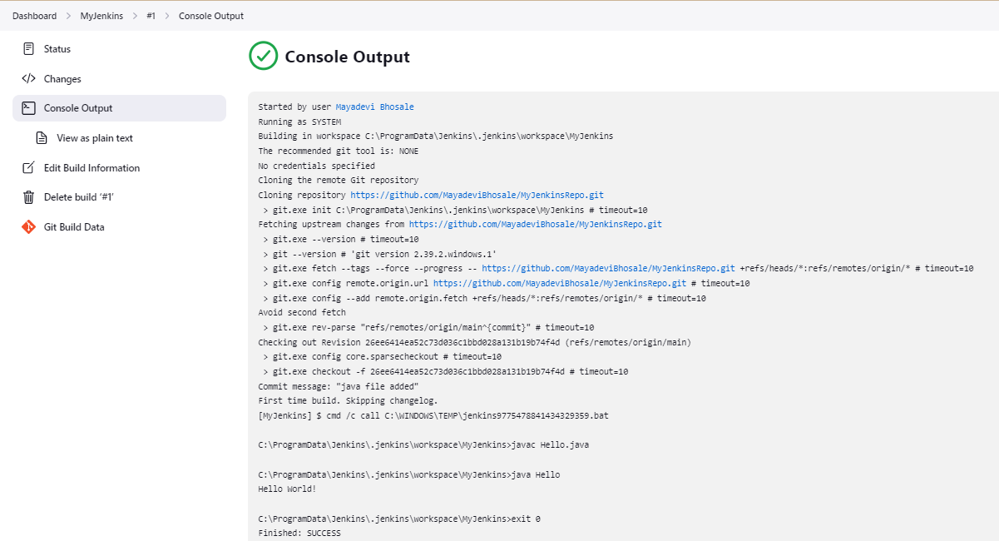 Dashboard > MyJenkins > #1 > Console Output
Status
Changes
Console Output
View as plain text
Edit Build Information
Delete build ‘#1’
Git Build Data
Console Output
Started by user Mayadevi Bhosale
Running as SYSTEM
Building in workspace C:\ProgramData\Jenkins\.jenkins\workspace\MyJenkins
The recommended git tool is: NONE
No credentials specified
Cloning the remote Git repository
Cloning repository https://github.com/MayadeviBhosale/MyJenkinsRepo.git
 > git.exe init C:\ProgramData\Jenkins\.jenkins\workspace\MyJenkins # timeout=10
Fetching upstream changes from https://github.com/MayadeviBhosale/MyJenkinsRepo.git
 > git.exe --version # timeout=10
 > git --version # 'git version 2.39.2.windows.1'
 > git.exe fetch --tags --force --progress -- https://github.com/MayadeviBhosale/MyJenkinsRepo.git +refs/heads/*:refs/remotes/origin/* # timeout=10
 > git.exe config remote.origin.url https://github.com/MayadeviBhosale/MyJenkinsRepo.git # timeout=10
 > git.exe config --add remote.origin.fetch +refs/heads/*:refs/remotes/origin/* # timeout=10
Avoid second fetch
 > git.exe rev-parse "refs/remotes/origin/main^{commit}" # timeout=10
Checking out Revision 26ee6414ea52c73d036c1bbd028a131b19b74f4d (refs/remotes/origin/main)
 > git.exe config core.sparsecheckout # timeout=10
 > git.exe checkout -f 26ee6414ea52c73d036c1bbd028a131b19b74f4d # timeout=10
Commit message: "java file added"
First time build. Skipping changelog.
[MyJenkins] $ cmd /c call C:\WINDOWS\TEMP\jenkins9775478841434329359.bat
C:\ProgramData\Jenkins\.jenkins\workspace\MyJenkins>javac Hello.java
C:\ProgramData\Jenkins\.jenkins\workspace\MyJenkins>java Hello
Hello World!
C:\ProgramData\Jenkins\.jenkins\workspace\MyJenkins>exit 0
Finished: SUCCESS